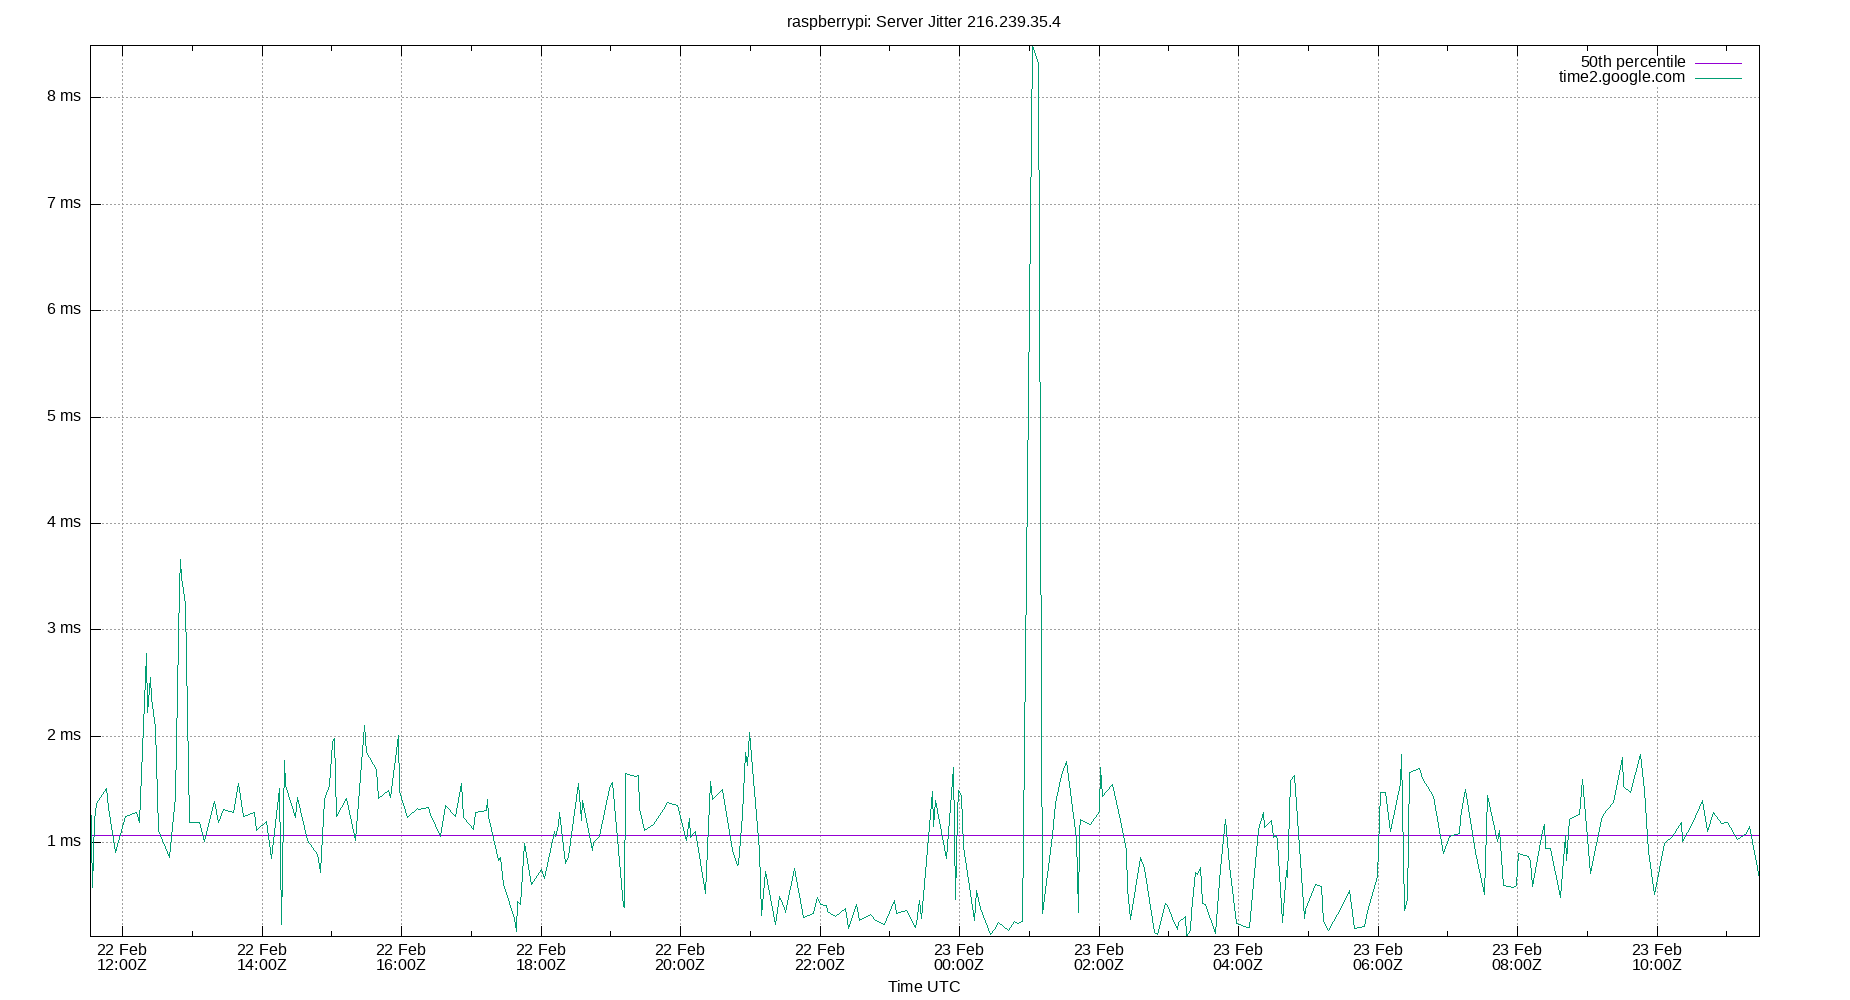 raspberrypi: Server Jitter 216.239.35.4
50th percentile
time2.google.com
8 ms
7 ms
6 ms
5 ms
4 ms
3 ms
2 ms
1 ms
22 Feb 22 Feb 22 Feb 22 Feb 22 Feb 22 Feb 23 Feb 23 Feb 23 Feb 23 Feb 23 Feb 23 Feb
12:00Z 14:00Z 16:00Z 18:00Z 20:00Z 22:00Z 00:00Z 02:00Z 04:00Z 06:00Z 08:00Z 10:00Z
Time UTC